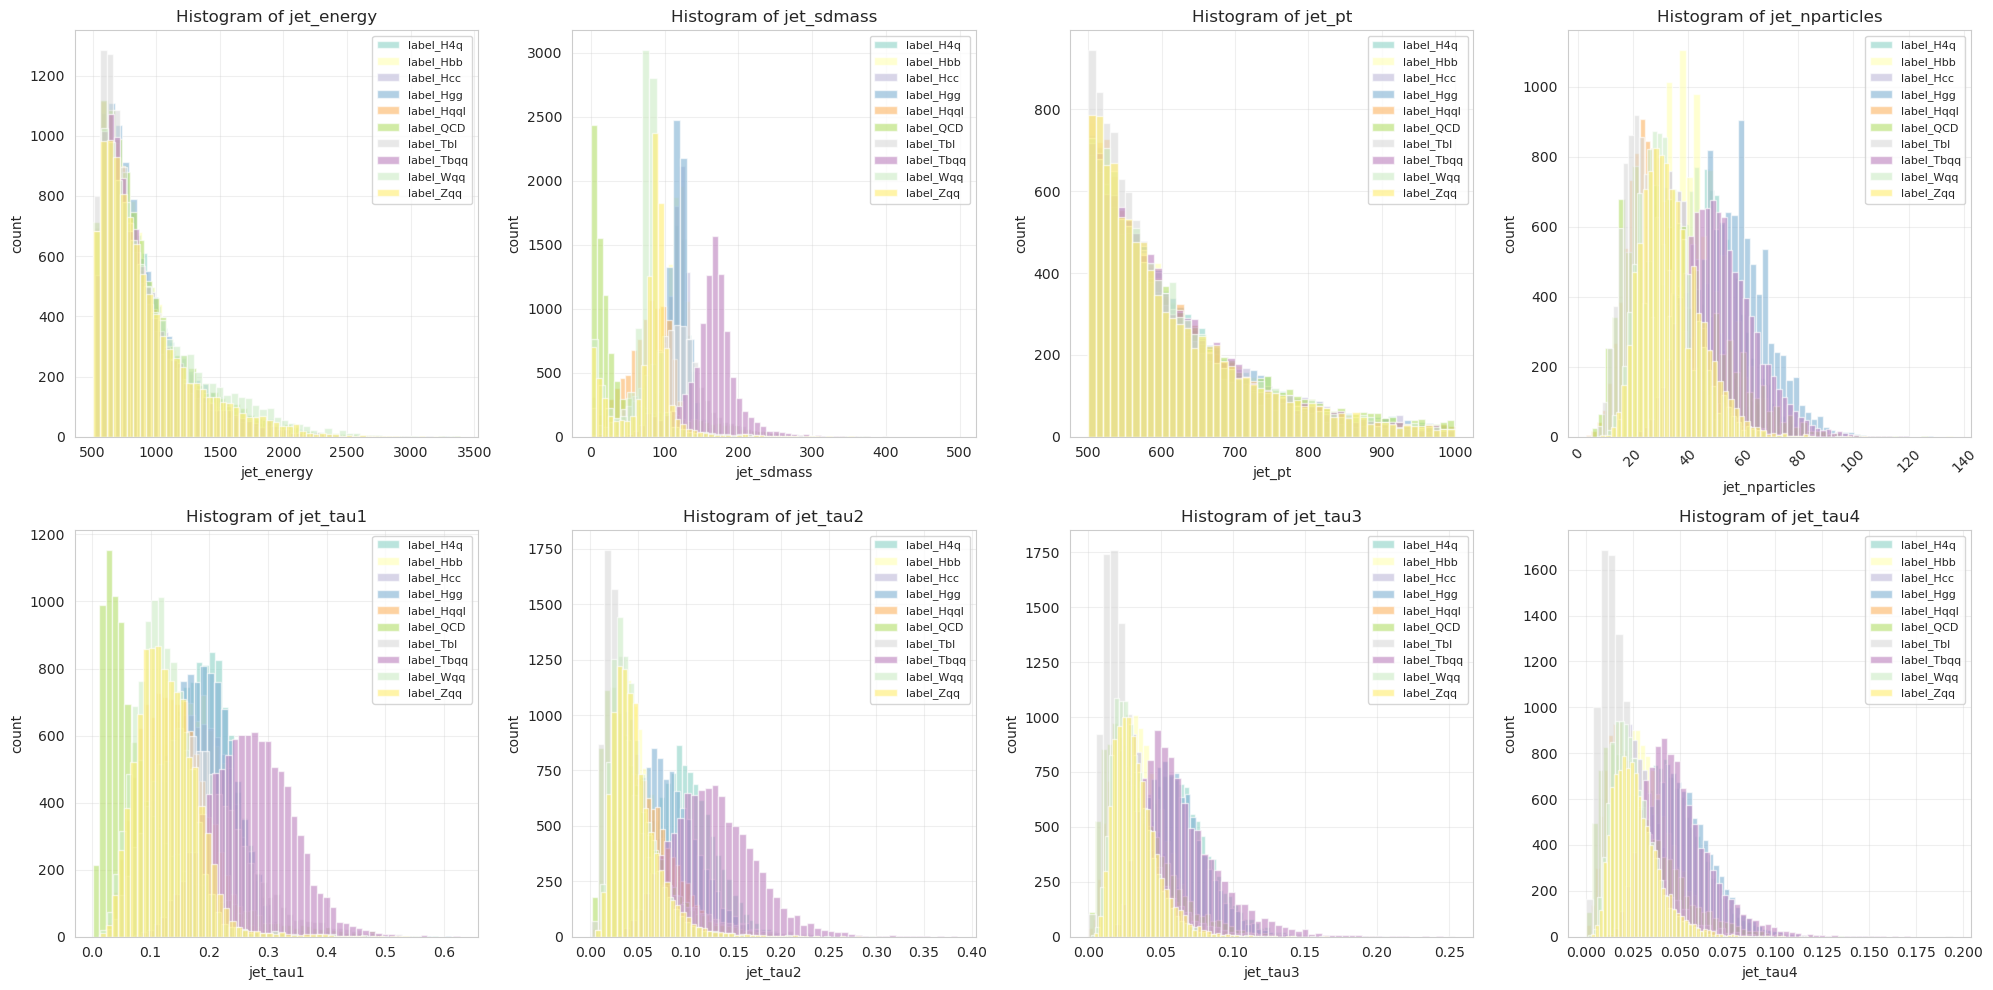 Histogram of jet_energy
count
1200
1000
800
600
400
200
0
label_H4q
label_Hbb
label_Hcc
label_Hgg
label_Hqql
label_QCD
label_Tbl
label_Tbqq
label_Wqq
label_Zqq
500 1000 1500 2000 2500 3000 3500
jet_energy
Histogram of jet_sdmass
count
3000
2500
2000
1500
1000
500
0
label_H4q
label_Hbb
label_Hcc
label_Hgg
label_Hqql
label_QCD
label_Tbl
label_Tbqq
label_Wqq
label_Zqq
0 100 200 300 400 500
jet_sdmass
Histogram of jet_pt
count
800
600
400
200
0
label_H4q
label_Hbb
label_Hcc
label_Hgg
label_Hqql
label_QCD
label_Tbl
label_Tbqq
label_Wqq
label_Zqq
500 600 700 800 900 1000
jet_pt
Histogram of jet_nparticles
count
1000
800
600
400
200
0
label_H4q
label_Hbb
label_Hcc
label_Hgg
label_Hqql
label_QCD
label_Tbl
label_Tbqq
label_Wqq
label_Zqq
0 20 40 60 80 100 120 140
jet_nparticles
Histogram of jet_tau1
count
1200
1000
800
600
400
200
0
label_H4q
label_Hbb
label_Hcc
label_Hgg
label_Hqql
label_QCD
label_Tbl
label_Tbqq
label_Wqq
label_Zqq
0.0 0.1 0.2 0.3 0.4 0.5 0.6
jet_tau1
Histogram of jet_tau2
count
1750
1500
1250
1000
750
500
250
0
label_H4q
label_Hbb
label_Hcc
label_Hgg
label_Hqql
label_QCD
label_Tbl
label_Tbqq
label_Wqq
label_Zqq
0.00 0.05 0.10 0.15 0.20 0.25 0.30 0.35 0.40
jet_tau2
Histogram of jet_tau3
count
1750
1500
1250
1000
750
500
250
0
label_H4q
label_Hbb
label_Hcc
label_Hgg
label_Hqql
label_QCD
label_Tbl
label_Tbqq
label_Wqq
label_Zqq
0.00 0.05 0.10 0.15 0.20 0.25
jet_tau3
Histogram of jet_tau4
count
1600
1400
1200
1000
800
600
400
200
0
label_H4q
label_Hbb
label_Hcc
label_Hgg
label_Hqql
label_QCD
label_Tbl
label_Tbqq
label_Wqq
label_Zqq
0.000 0.025 0.050 0.075 0.100 0.125 0.150 0.175 0.200
jet_tau4